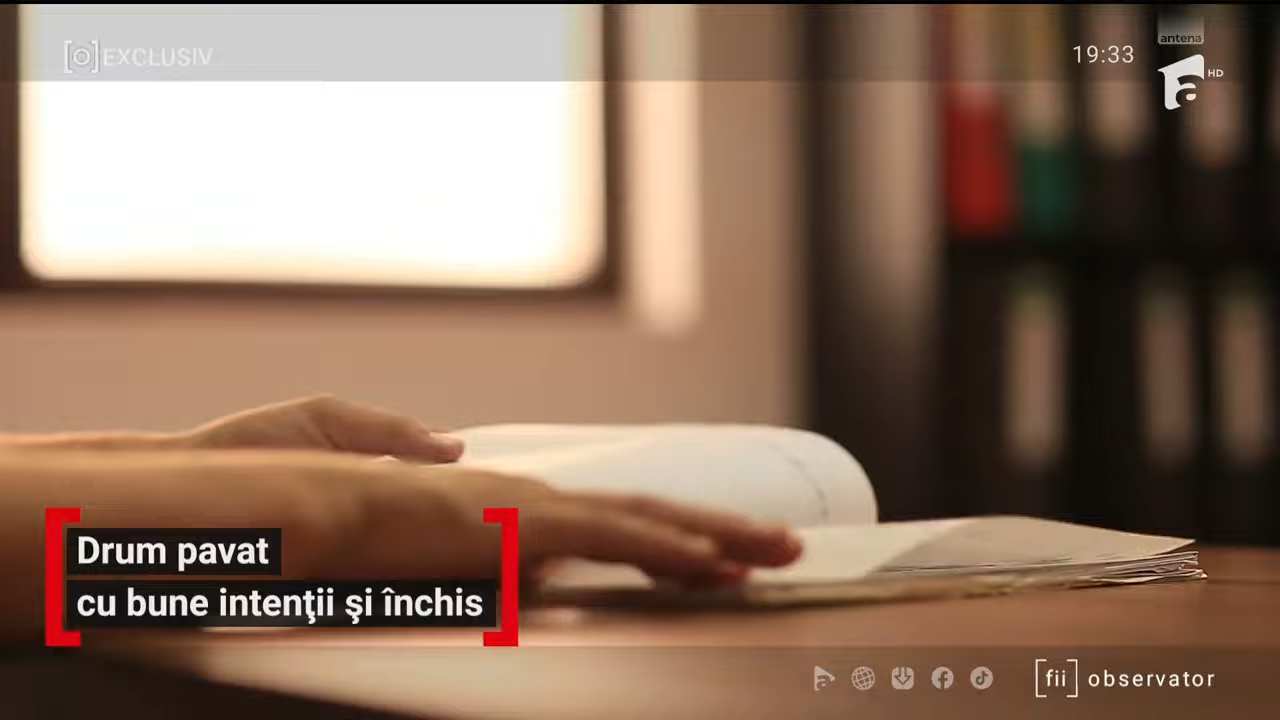 [o] EXCLUSIV
19:33
antena
HD
Drum pavat
cu bune intenţii şi închis
[fii] observator